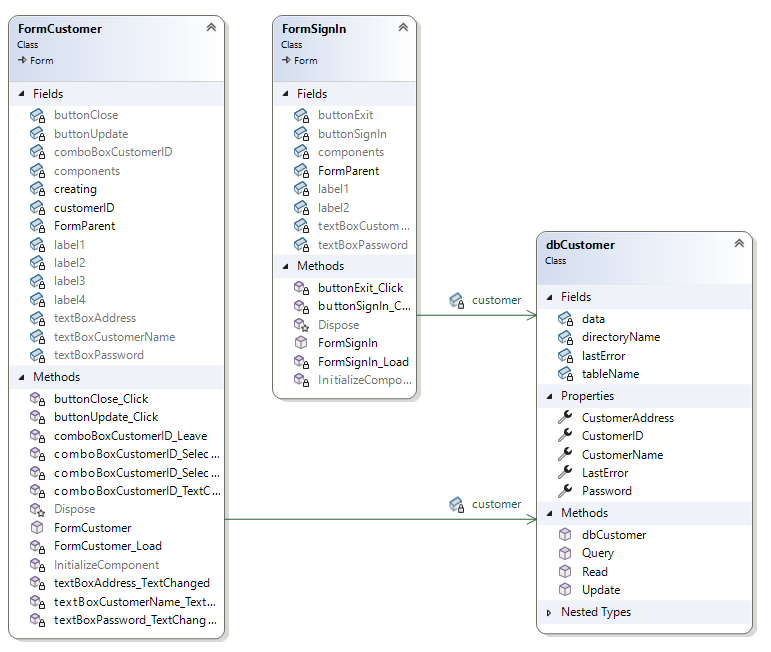 FormCustomer
Class
Form
Fields
buttonClose
buttonUpdate
comboBoxCustomerID
components
creating
customerID
FormParent
label1
label2
label3
label4
textBoxAddress
textBoxCustomerName
textBoxPassword
Methods
buttonClose_Click
buttonUpdate_Click
comboBoxCustomerID_Leave
comboBoxCustomerID_Selec...
comboBoxCustomerID_Selec...
comboBoxCustomerID_TextC...
Dispose
FormCustomer
FormCustomer_Load
InitializeComponent
textBoxAddress_TextChanged
textBoxCustomerName_Text...
textBoxPassword_TextChang...
FormSignIn
Class
Form
Fields
buttonExit
buttonSignIn
components
FormParent
label1
label2
textBoxCustom...
textBoxPassword
Methods
buttonExit_Click
buttonSignIn_C...
Dispose
FormSignIn
FormSignIn_Load
InitializeCompo...
customer
customer
dbCustomer
Class
Fields
data
directoryName
lastError
tableName
Properties
CustomerAddress
CustomerID
CustomerName
LastError
Password
Methods
dbCustomer
Query
Read
Update
Nested Types